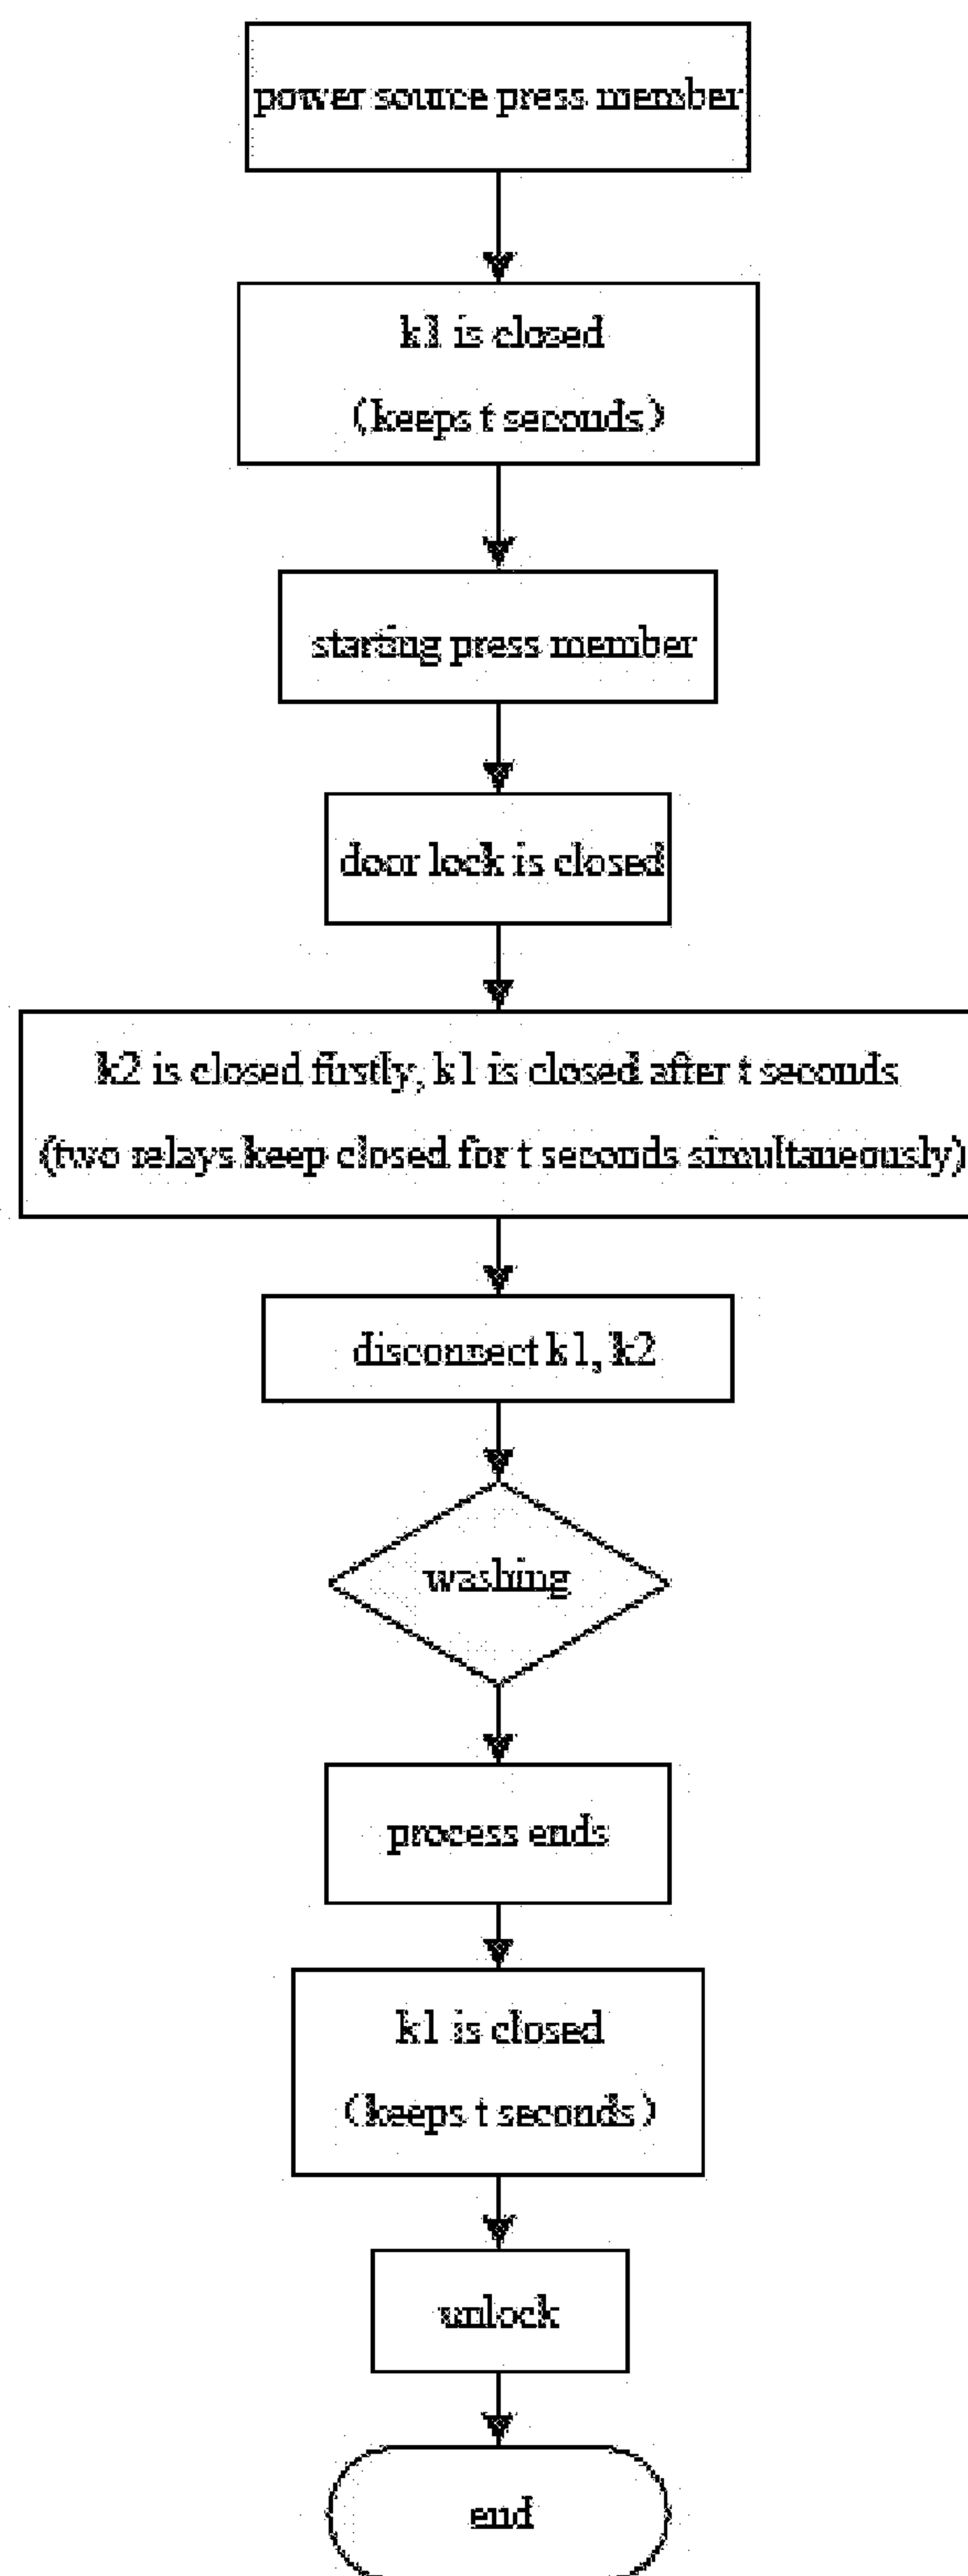 power source press member
k1 is closed
(keeps t seconds)
starting press member
door lock is closed
k2 is closed firstly, k1 is closed after t seconds
(two relays keep closed for t seconds simultaneously)
disconnect k1, k2
washing
process ends
k1 is closed
(keeps t seconds)
unlock
end